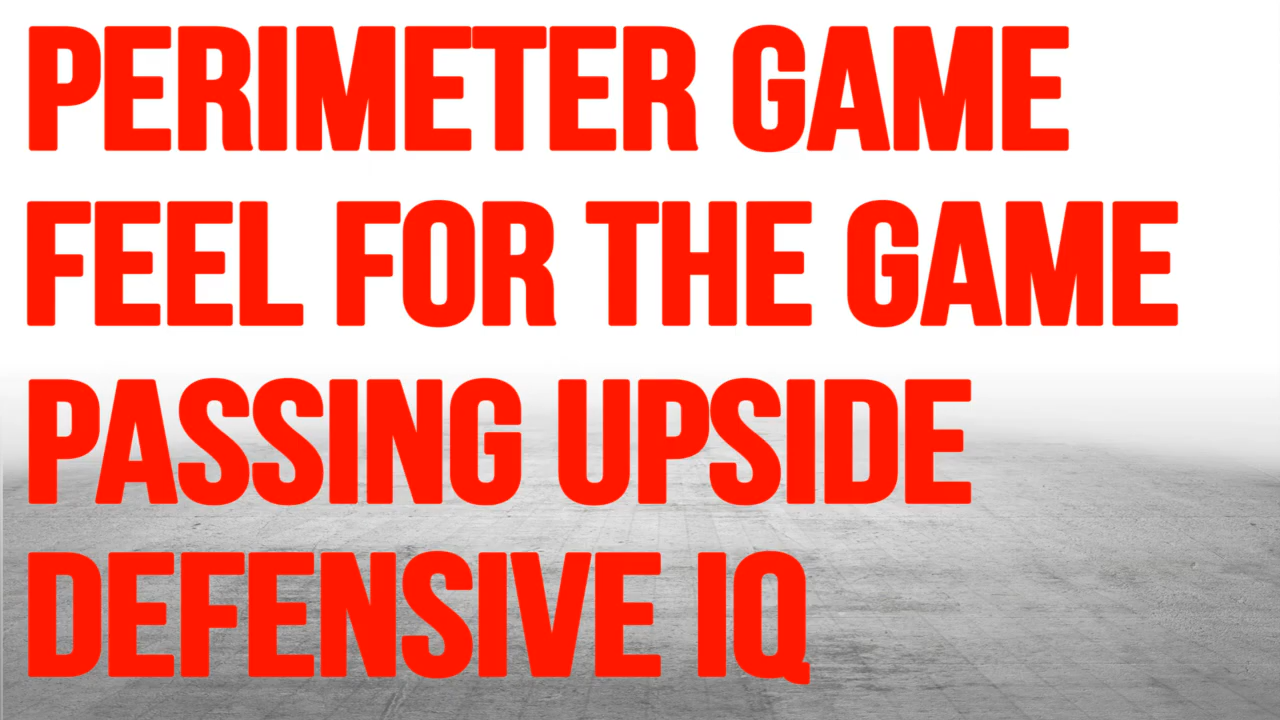 PERIMETER GAME
FEEL FOR THE GAME
PASSING UPSIDE
DEFENSIVE IQ